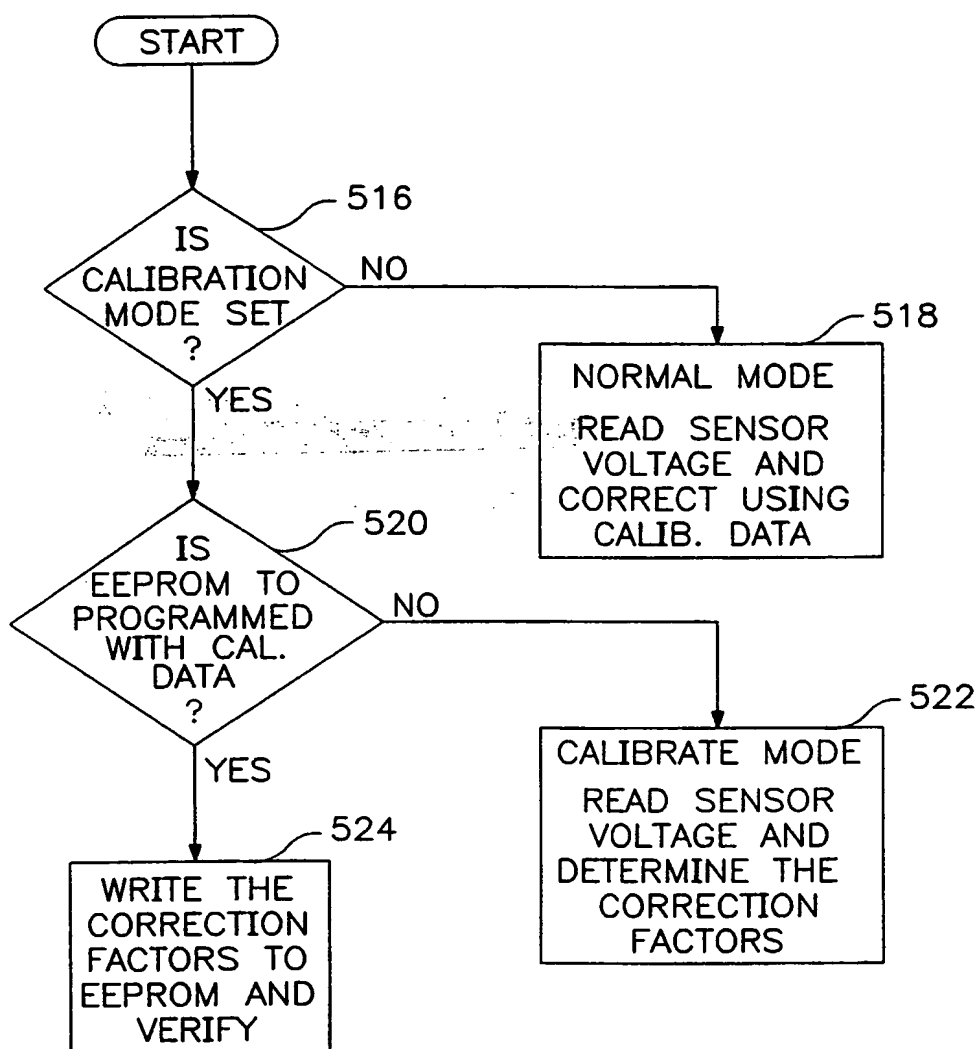 START
516
IS
CALIBRATION
MODE SET
?
NO
YES
518
NORMAL MODE
READ SENSOR
VOLTAGE AND
CORRECT USING
CALIB. DATA
520
IS
EEPROM TO
PROGRAMMED
WITH CAL.
DATA
?
NO
YES
522
CALIBRATE MODE
READ SENSOR
VOLTAGE AND
DETERMINE THE
CORRECTION
FACTORS
524
WRITE THE
CORRECTION
FACTORS TO
EEPROM AND
VERIFY